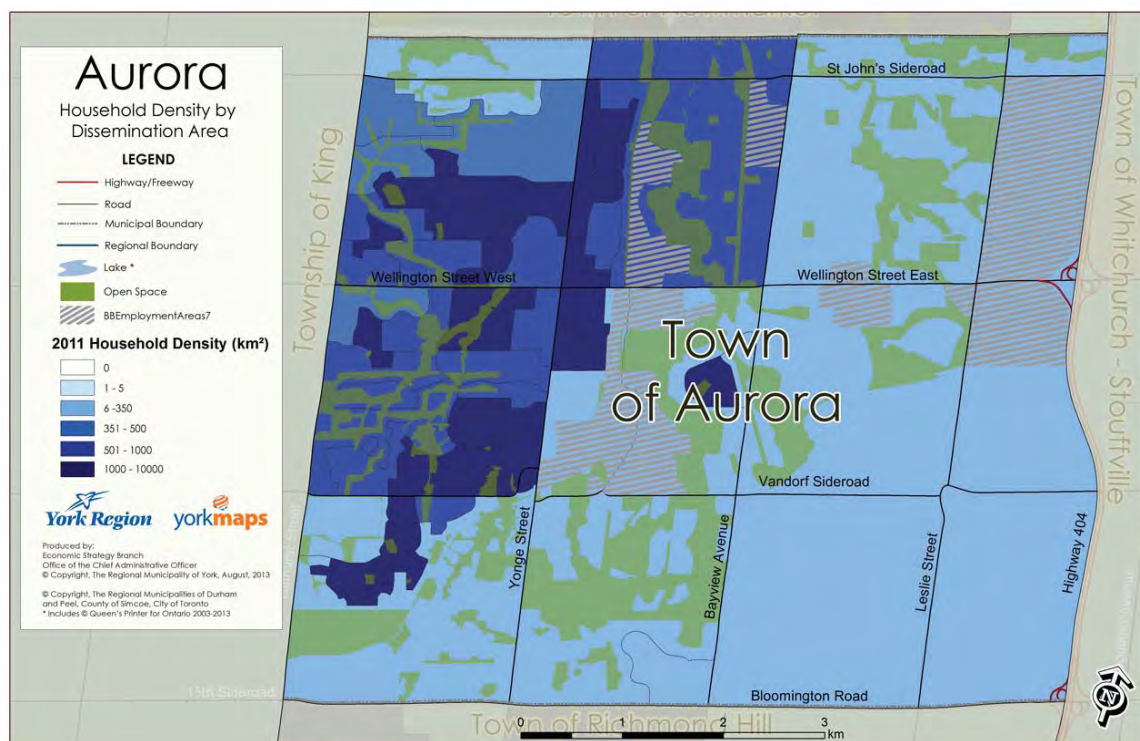 Aurora
Household Density by
Dissemination Area
LEGEND
Highway/Freeway
Road
Municipal Boundary
Regional Boundary
Lake *
Open Space
BBEmploymentAreas7
2011 Household Density (km²)
0
1 - 5
6 -350
351 - 500
501 - 1000
1000 - 10000
York Region
yorkmaps
Produced by:
Economic Strategy Branch
Office of the Chief Administrative Officer
© Copyright, The Regional Municipality of York, August, 2013
© Copyright, The Regional Municipalities of Durham
and Peel, County of Simcoe, City of Toronto
* Includes © Queen's Printer for Ontario 2003-2013
Township of King
St John's Sideroad
Wellington Street West
Wellington Street East
Town
of Aurora
Vandorf Sideroad
Yonge Street
Bayview Avenue
Leslie Street
Highway 404
Town of Whitchurch - Stouffville
15th Sideroad
Bloomington Road
Town of Richmond Hill
0 1 2 3
km
N